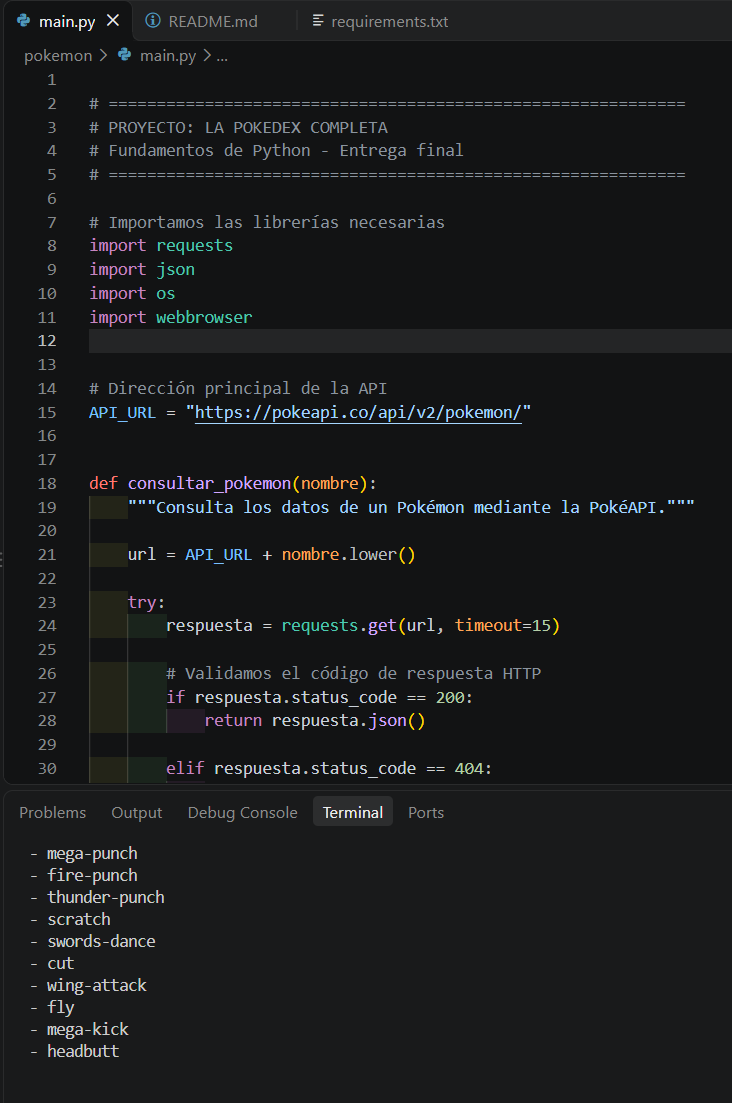 main.py × README.md requirements.txt
pokemon > main.py > ...
1
2 # ============================================================
3 # PROYECTO: LA POKEDEX COMPLETA
4 # Fundamentos de Python - Entrega final
5 # ============================================================
6
7 # Importamos las librerías necesarias
8 import requests
9 import json
10 import os
11 import webbrowser
12
13
14 # Dirección principal de la API
15 API_URL = "https://pokeapi.co/api/v2/pokemon/"
16
17
18 def consultar_pokemon(nombre):
19 """Consulta los datos de un Pokémon mediante la PokéAPI."""
20
21 url = API_URL + nombre.lower()
22
23 try:
24 respuesta = requests.get(url, timeout=15)
25
26 # Validamos el código de respuesta HTTP
27 if respuesta.status_code == 200:
28 return respuesta.json()
29
30 elif respuesta.status_code == 404:
Problems Output Debug Console Terminal Ports
- mega-punch
- fire-punch
- thunder-punch
- scratch
- swords-dance
- cut
- wing-attack
- fly
- mega-kick
- headbutt